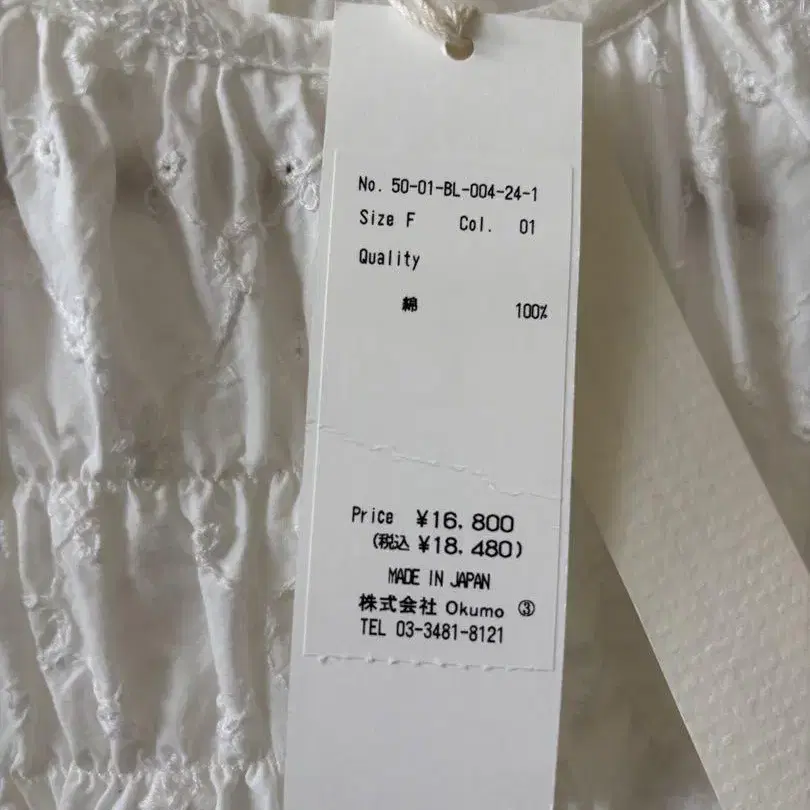 No. 50-01-BL-004-24-1
Size F Col. 01
Quality
綿 100%
Price ¥16,800
(税込 ¥18,480)
MADE IN JAPAN
株式会社 Okumo ③
TEL 03-3481-8121